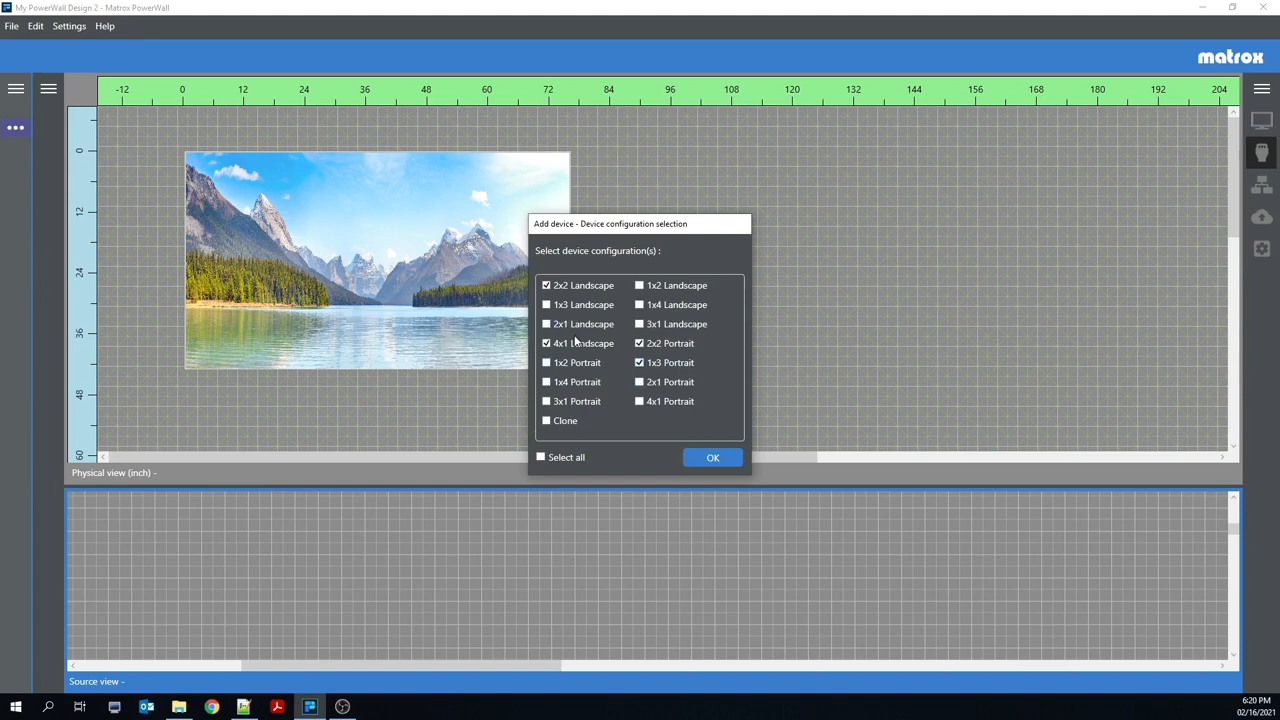 My PowerWall Design 2 - Matrox PowerWall
File Edit Settings Help
matrox
-12 0 12 24 36 48 60 72 84 96 108 120 132 144 156 168 180 192 204
0
12
24
36
48
60
Add device - Device configuration selection
Select device configuration(s) :
2x2 Landscape 1x2 Landscape
1x3 Landscape 1x4 Landscape
2x1 Landscape 3x1 Landscape
4x1 Landscape 2x2 Portrait
1x2 Portrait 1x3 Portrait
1x4 Portrait 2x1 Portrait
3x1 Portrait 4x1 Portrait
Clone
Select all OK
Physical view (inch) -
Source view -
6:20 PM
02/16/2021